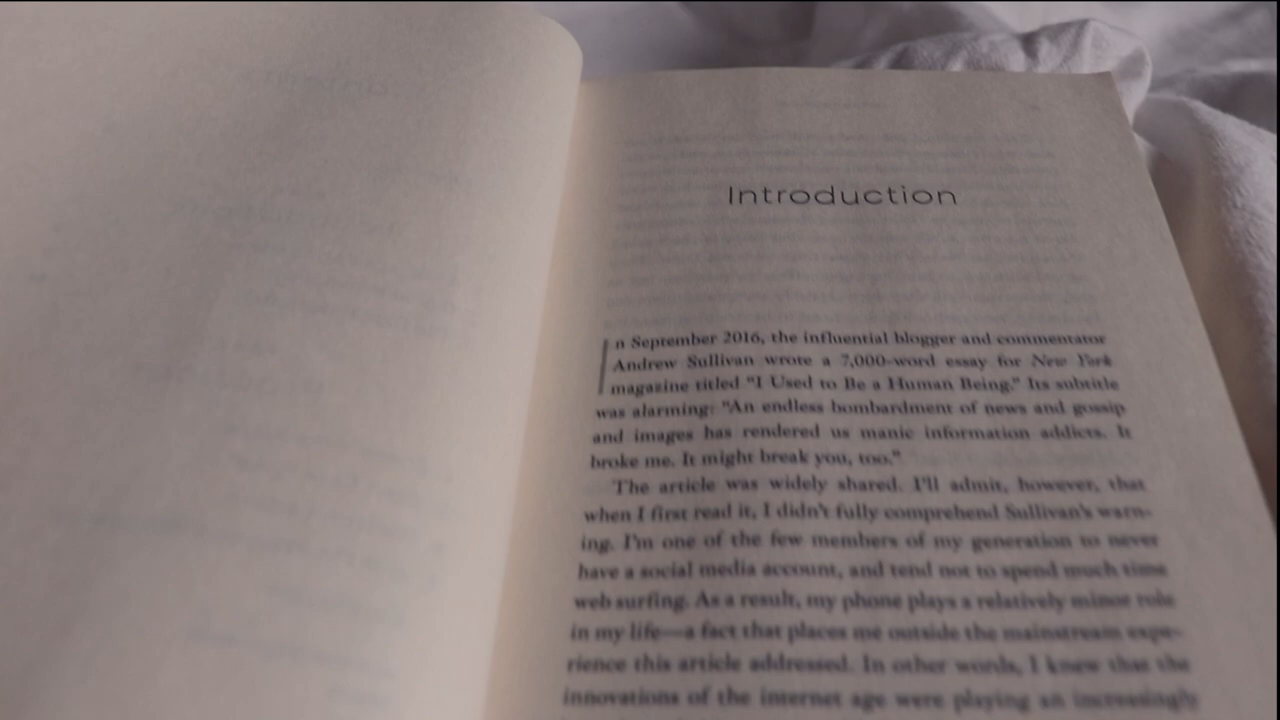 Introduction
In September 2016, the influential blogger and commentator
Andrew Sullivan wrote a 7,000-word essay for New York
magazine titled “I Used to Be a Human Being.” Its subtitle
was alarming: “An endless bombardment of news and gossip
and images has rendered us manic information addicts. It
broke me. It might break you, too.”
The article was widely shared. I’ll admit, however, that
when I first read it, I didn’t fully comprehend Sullivan’s warn-
ing. I’m one of the few members of my generation to never
have a social media account, and tend not to spend much time
web surfing. As a result, my phone plays a relatively minor role
in my life—a fact that places me outside the mainstream expe-
rience this article addressed. In other words, I knew that the
innovations of the internet age were playing an increasingly